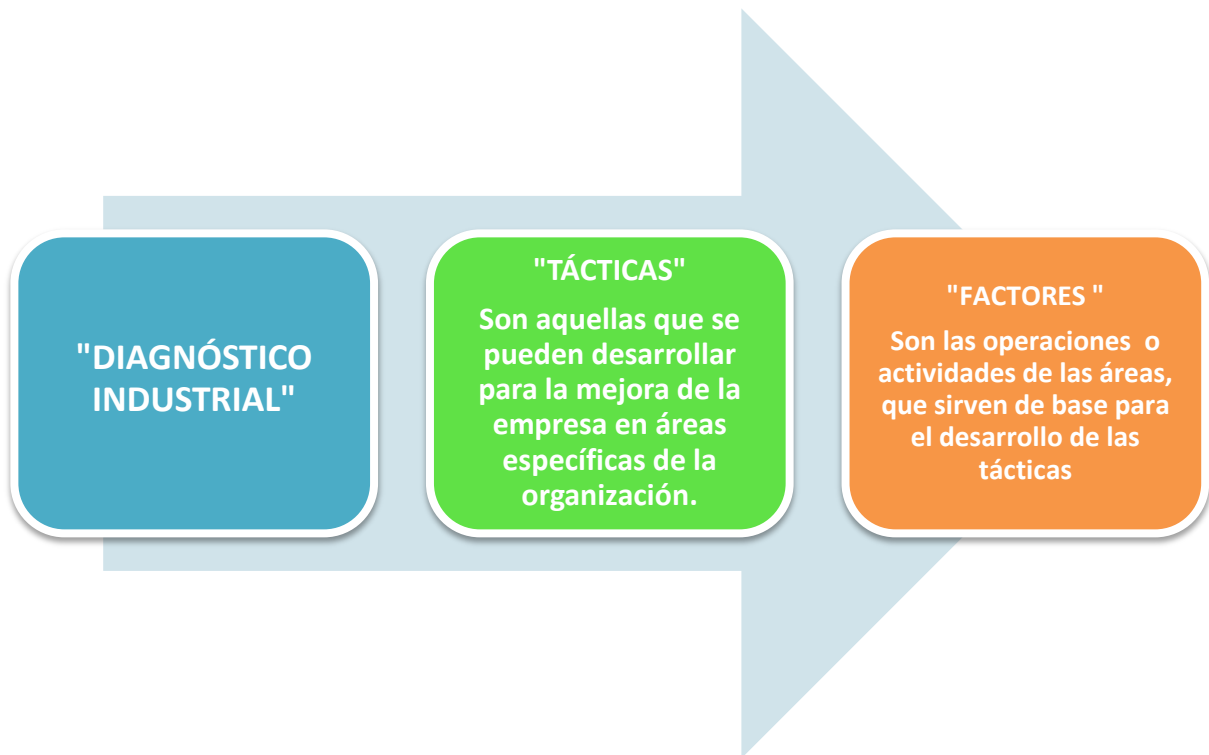 "DIAGNÓSTICO
INDUSTRIAL"
"TÁCTICAS"
Son aquellas que se
pueden desarrollar
para la mejora de la
empresa en áreas
específicas de la
organización.
"FACTORES "
Son las operaciones  o
actividades de las áreas,
que sirven de base para
el desarrollo de las
tácticas